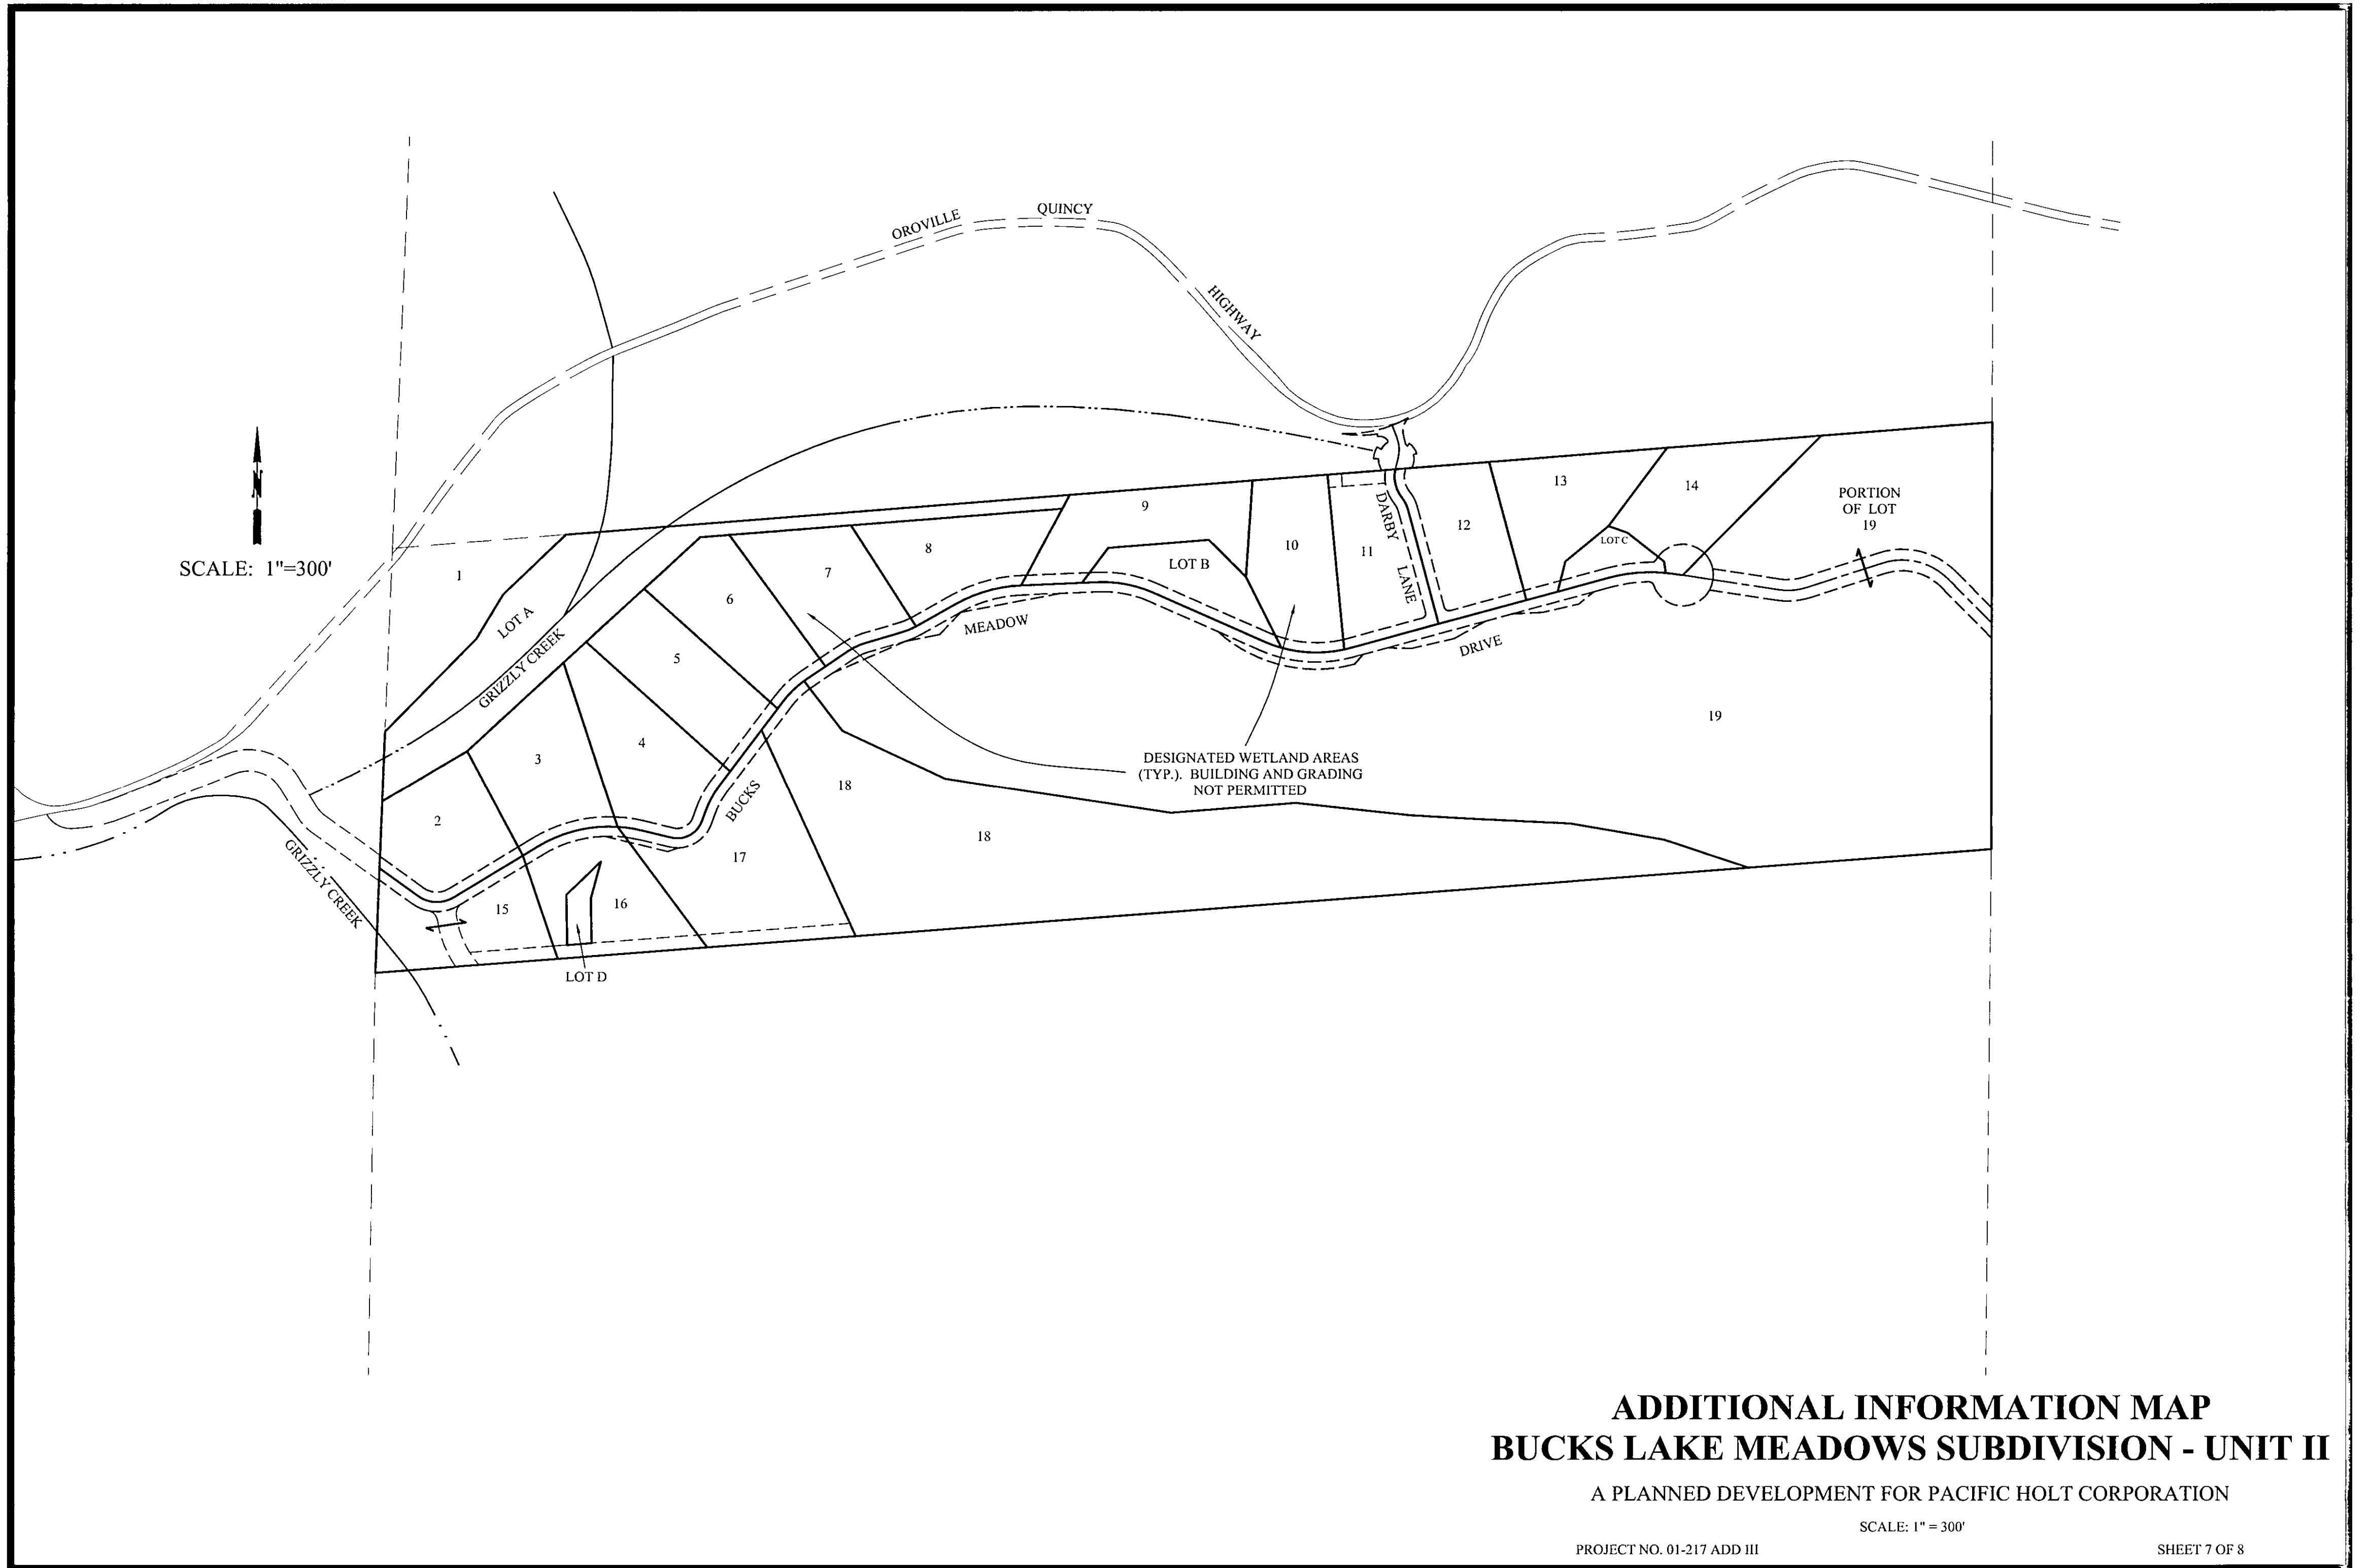 OROVILLE
QUINCY
HIGHWAY
N
SCALE: 1"=300'
1
LOT A
GRIZZLY CREEK
2
3
4
5
6
7
8
9
LOT B
10
11
DARBY
LANE
12
13
LOT C
14
PORTION
OF LOT
19
MEADOW
DRIVE
BUCKS
19
DESIGNATED WETLAND AREAS
(TYP.). BUILDING AND GRADING
NOT PERMITTED
18
18
17
16
15
LOT D
GRIZZLY CREEK
ADDITIONAL INFORMATION MAP
BUCKS LAKE MEADOWS SUBDIVISION - UNIT II
A PLANNED DEVELOPMENT FOR PACIFIC HOLT CORPORATION
SCALE: 1" = 300'
PROJECT NO. 01-217 ADD III
SHEET 7 OF 8